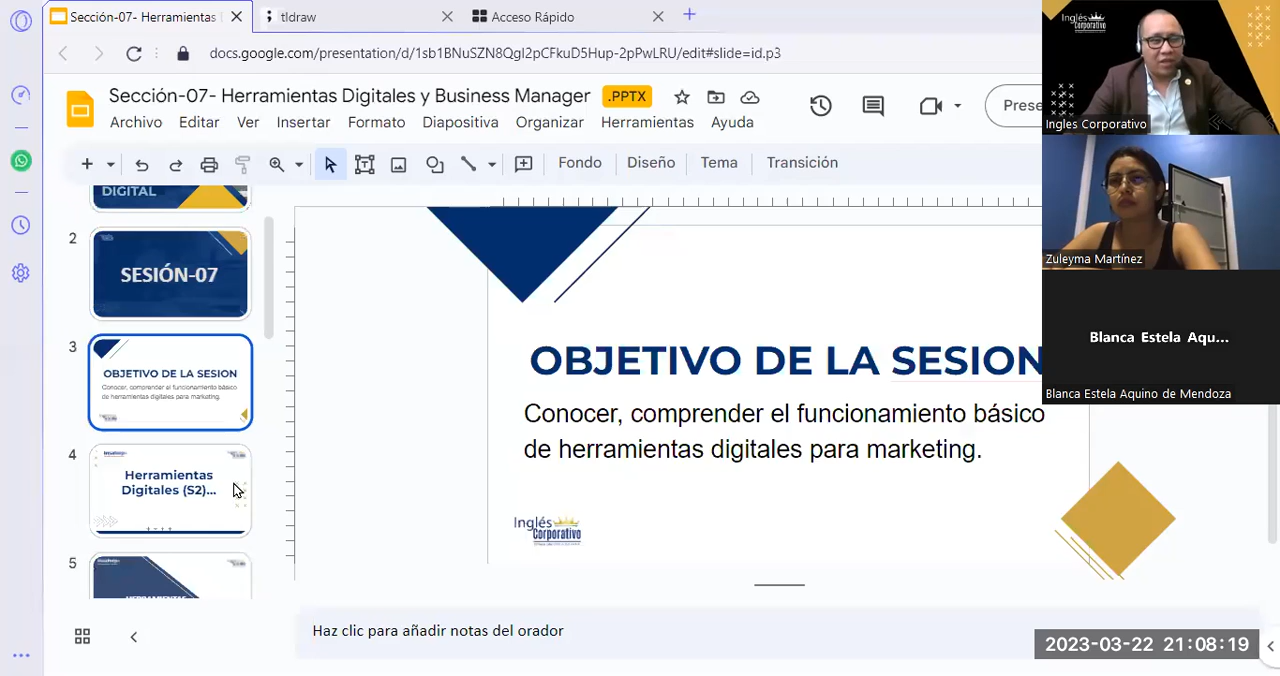 Sección-07- Herramientas
tldraw
Acceso Rápido
docs.google.com/presentation/d/1sb1BNuSZN8QgI2pCFkuD5Hup-2pPwLRU/edit#slide=id.p3
Sección-07- Herramientas Digitales y Business Manager
.PPTX
Archivo Editar Ver Insertar Formato Diapositiva Organizar Herramientas Ayuda
Prese
Fondo Diseño Tema Transición
DIGITAL
2
SESIÓN-07
3
OBJETIVO DE LA SESION
Conocer, comprender el funcionamiento básico
de herramientas digitales para marketing.
4
Herramientas
Digitales (S2)...
5
OBJETIVO DE LA SESION
Conocer, comprender el funcionamiento básico
de herramientas digitales para marketing.
Inglés
Corporativo
Haz clic para añadir notas del orador
Inglés
Corporativo
Ingles Corporativo
Zuleyma Martínez
Blanca Estela Aqu...
Blanca Estela Aquino de Mendoza
2023-03-22 21:08:19